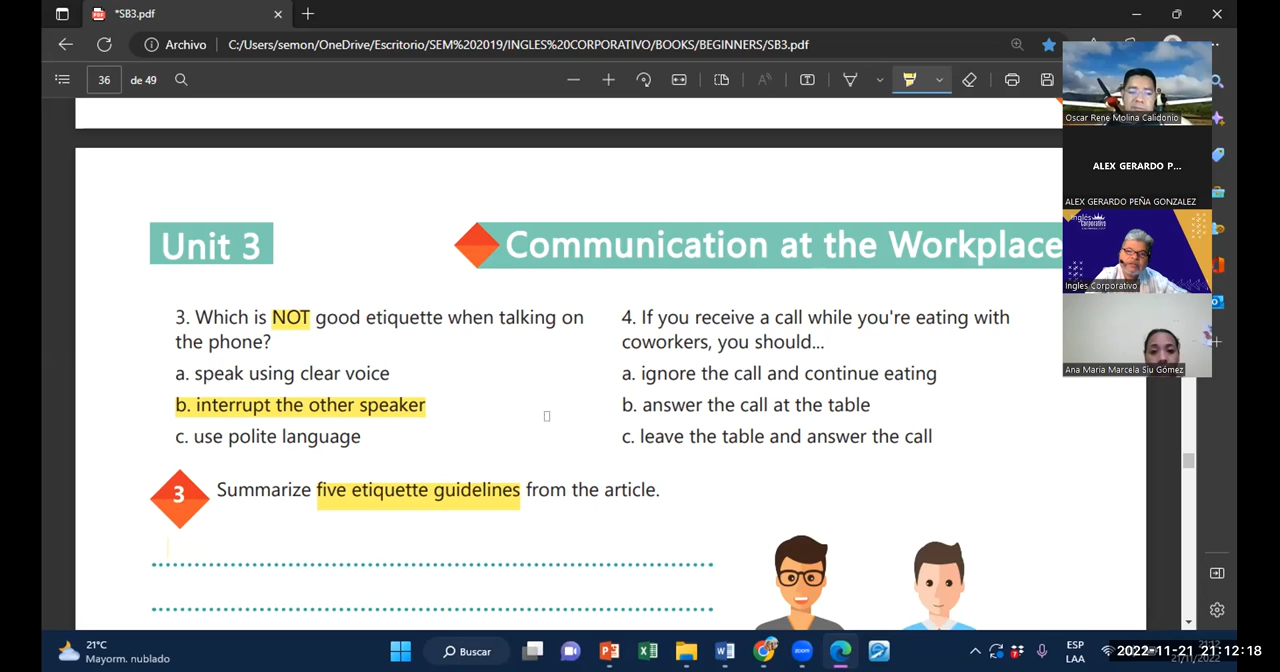 *SB3.pdf
Archivo
C:/Users/semon/OneDrive/Escritorio/SEM%202019/INGLES%20CORPORATIVO/BOOKS/BEGINNERS/SB3.pdf
36
de 49
Unit 3
Communication at the Workplace
3. Which is NOT good etiquette when talking on
the phone?
a. speak using clear voice
b. interrupt the other speaker
c. use polite language
4. If you receive a call while you're eating with
coworkers, you should...
a. ignore the call and continue eating
b. answer the call at the table
c. leave the table and answer the call
3
Summarize five etiquette guidelines from the article.
Oscar Rene Molina Calidonio
ALEX GERARDO P...
ALEX GERARDO PEÑA GONZALEZ
Inglés
Corporativo
Ingles Corporativo
Ana Maria Marcela Siu Gómez
21°C
Mayorm. nublado
Buscar
zoom
ESP
LAA
2022-11-21 21:12:18